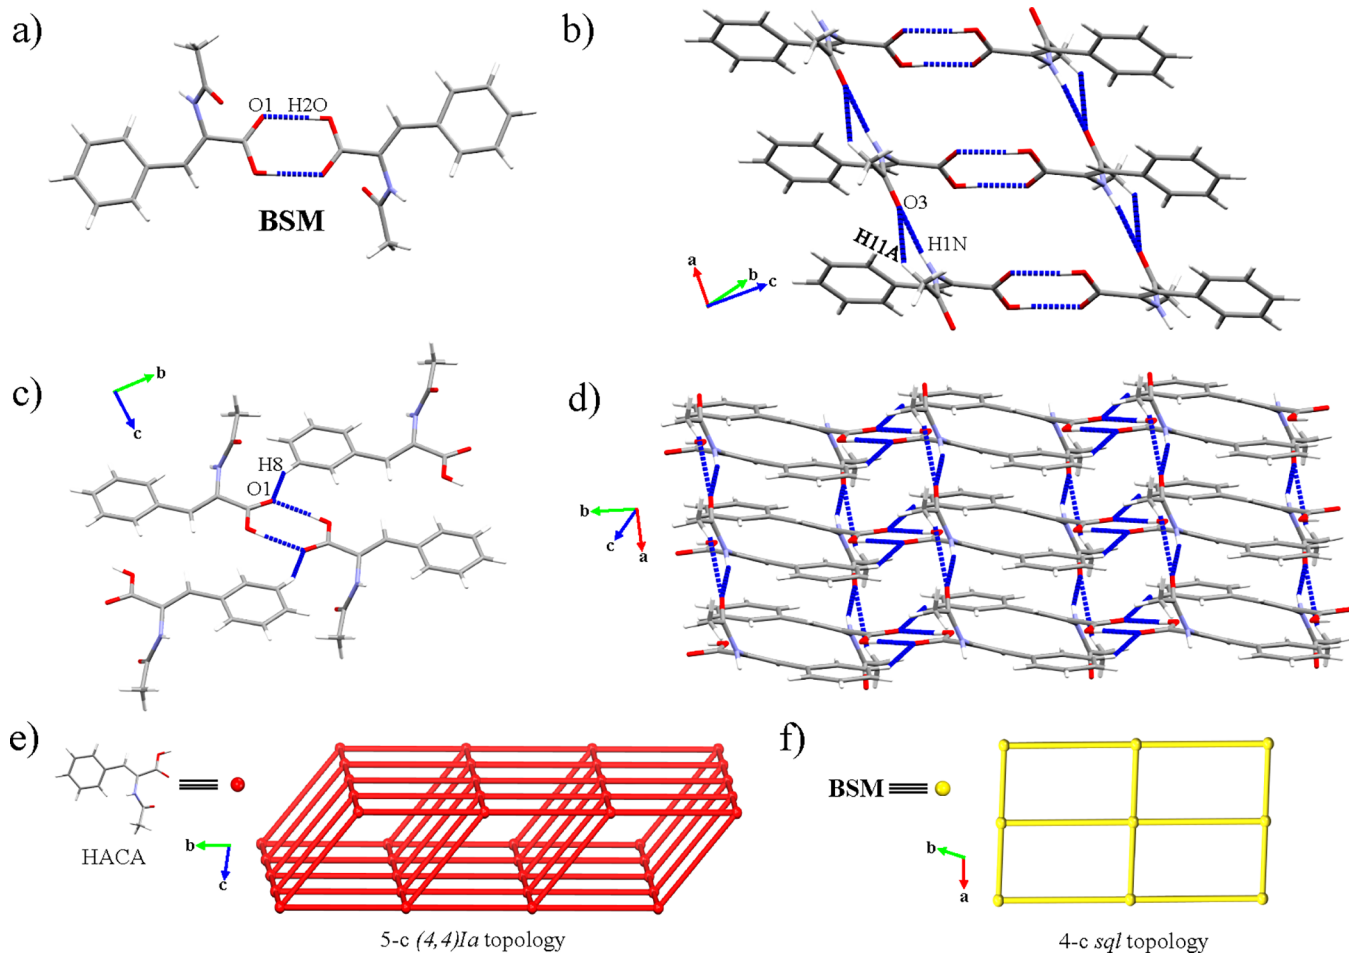 a)
O1 H2O
BSM
b)
O3
H11A
H1N
a
b
c
c)
b
c
H8
O1
d)
b
c
a
e)
HACA
b
c
5-c (4,4)Ia topology
f)
BSM
b
a
4-c sql topology